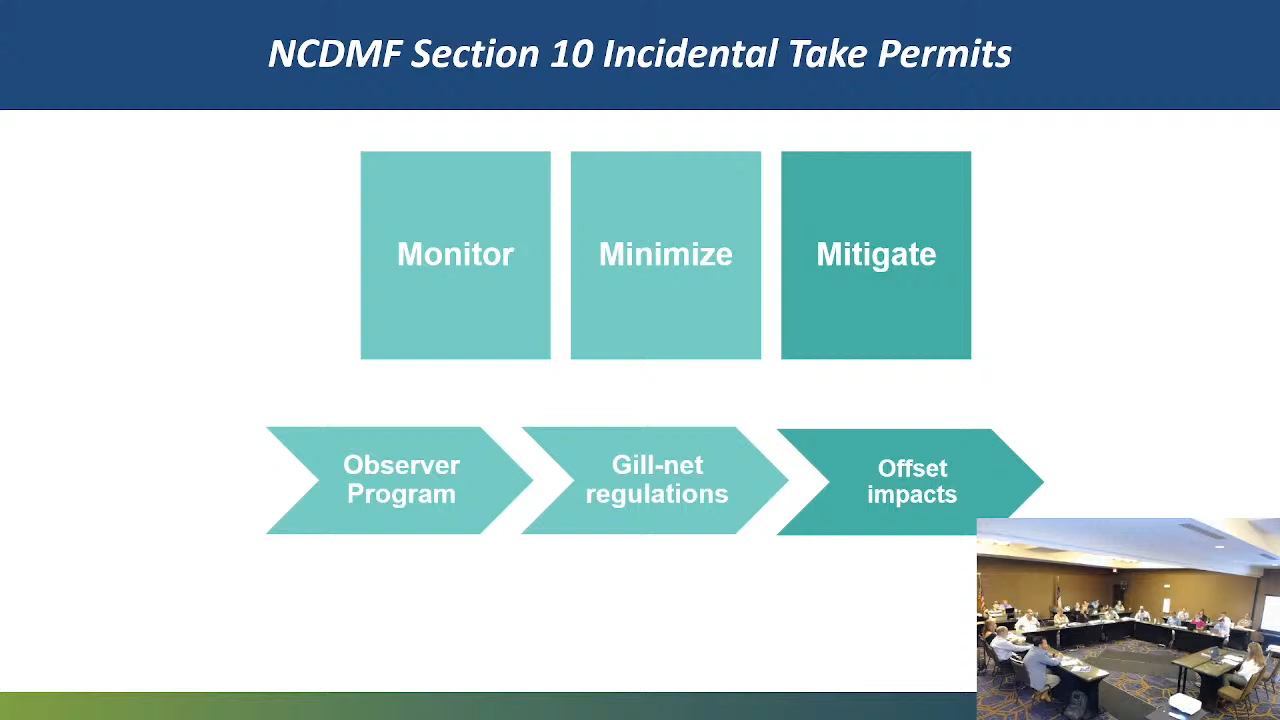 NCDMF Section 10 Incidental Take Permits
Monitor
Minimize
Mitigate
Observer
Program
Gill-net
regulations
Offset
impacts